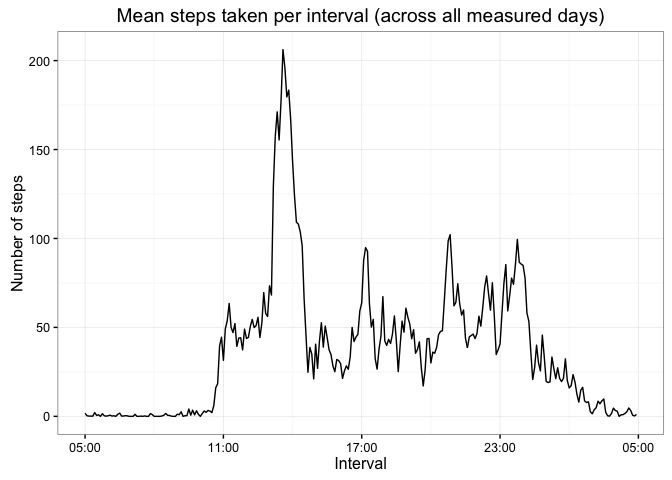 Mean steps taken per interval (across all measured days)
Number of steps
200
150
100
50
0
05:00 11:00 17:00 23:00 05:00
Interval